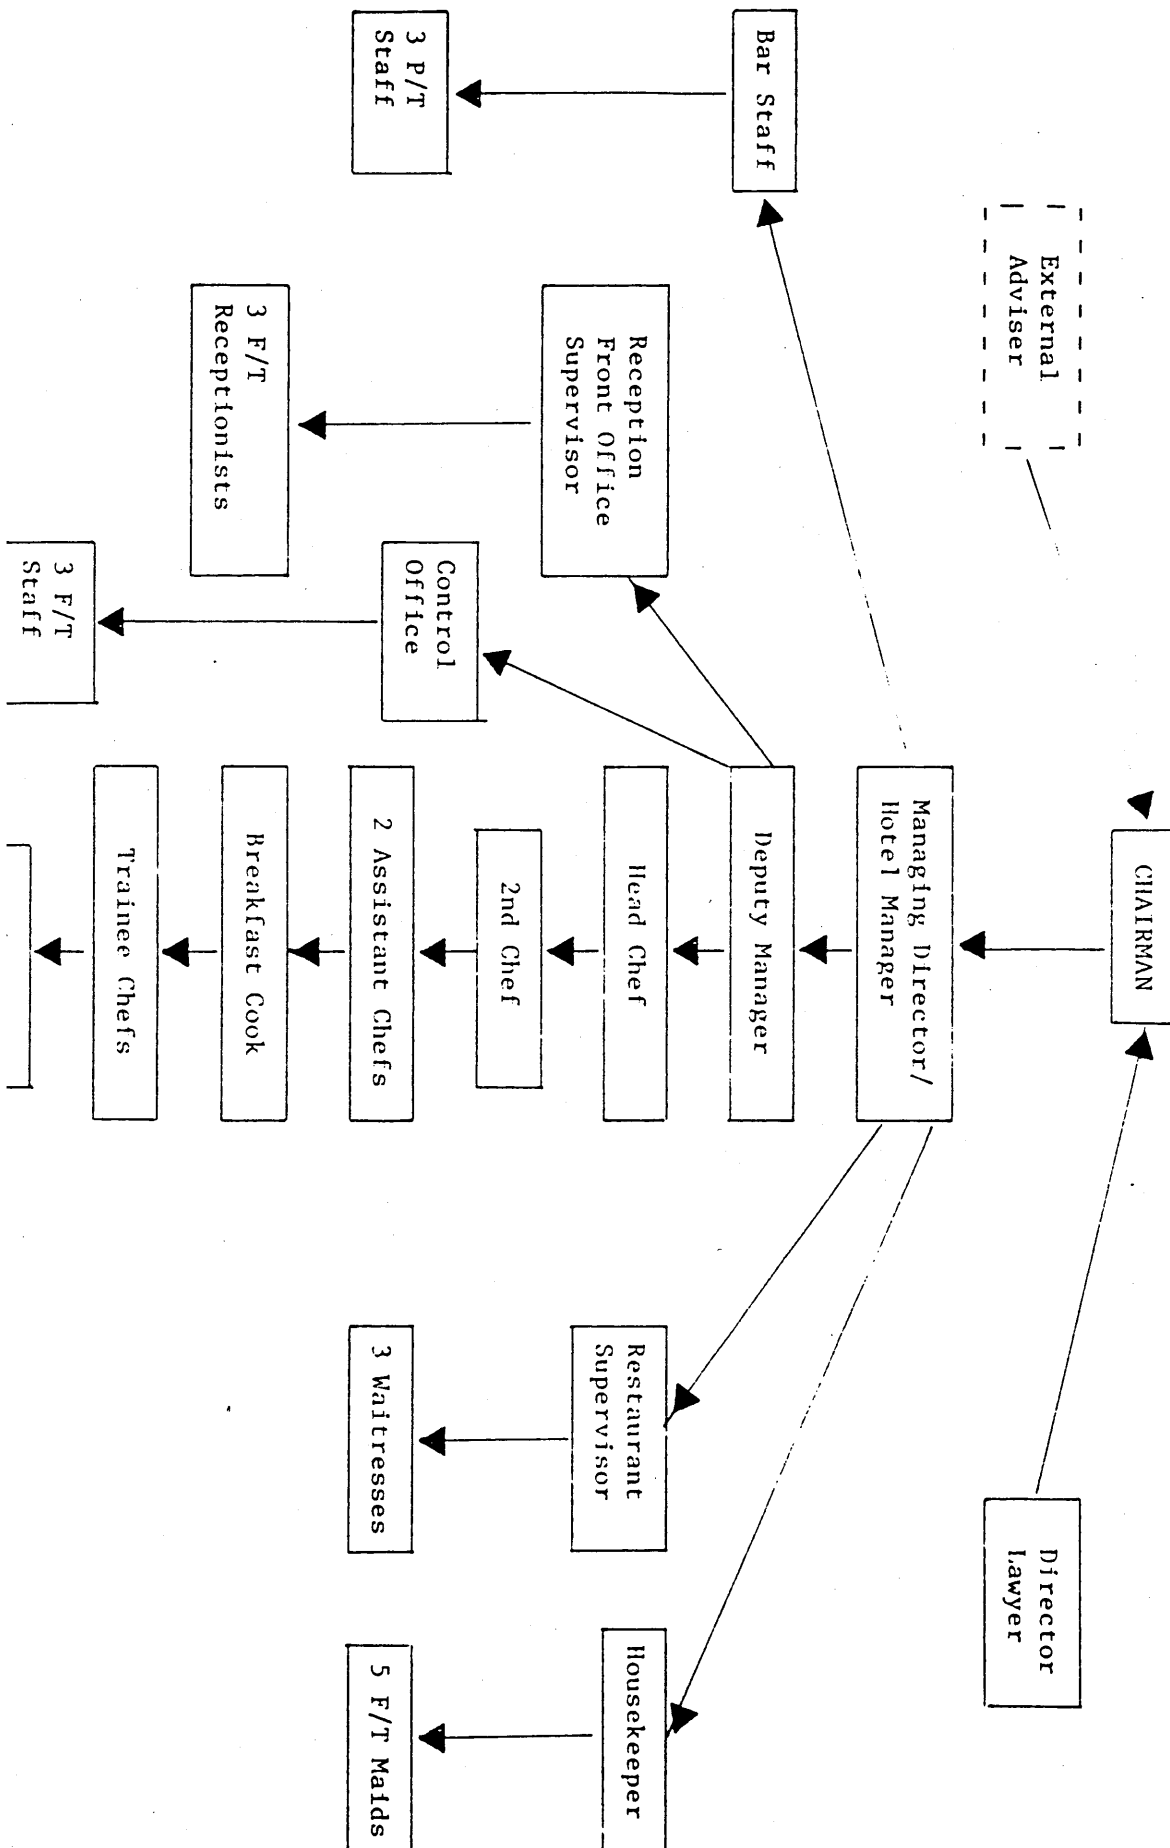 CHAIRMAN
External
Adviser
Director
Lawyer
Managing Director/
Hotel Manager
Bar Staff
Deputy Manager
Reception
Front Office
Supervisor
Head Chef
Restaurant
Supervisor
Housekeeper
2nd Chef
Control
Office
3 P/T
Staff
2 Assistant Chefs
3 Waitresses
5 F/T Maids
3 F/T
Receptionists
Breakfast Cook
Trainee Chefs
3 F/T
Staff